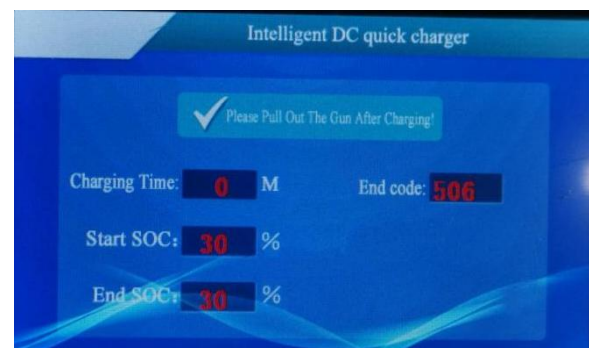 Intelligent DC quick charger
Please Pull Out The Gun After Charging!
Charging Time: 0 M
End code: 506
Start SOC: 30 %
End SOC: 30 %